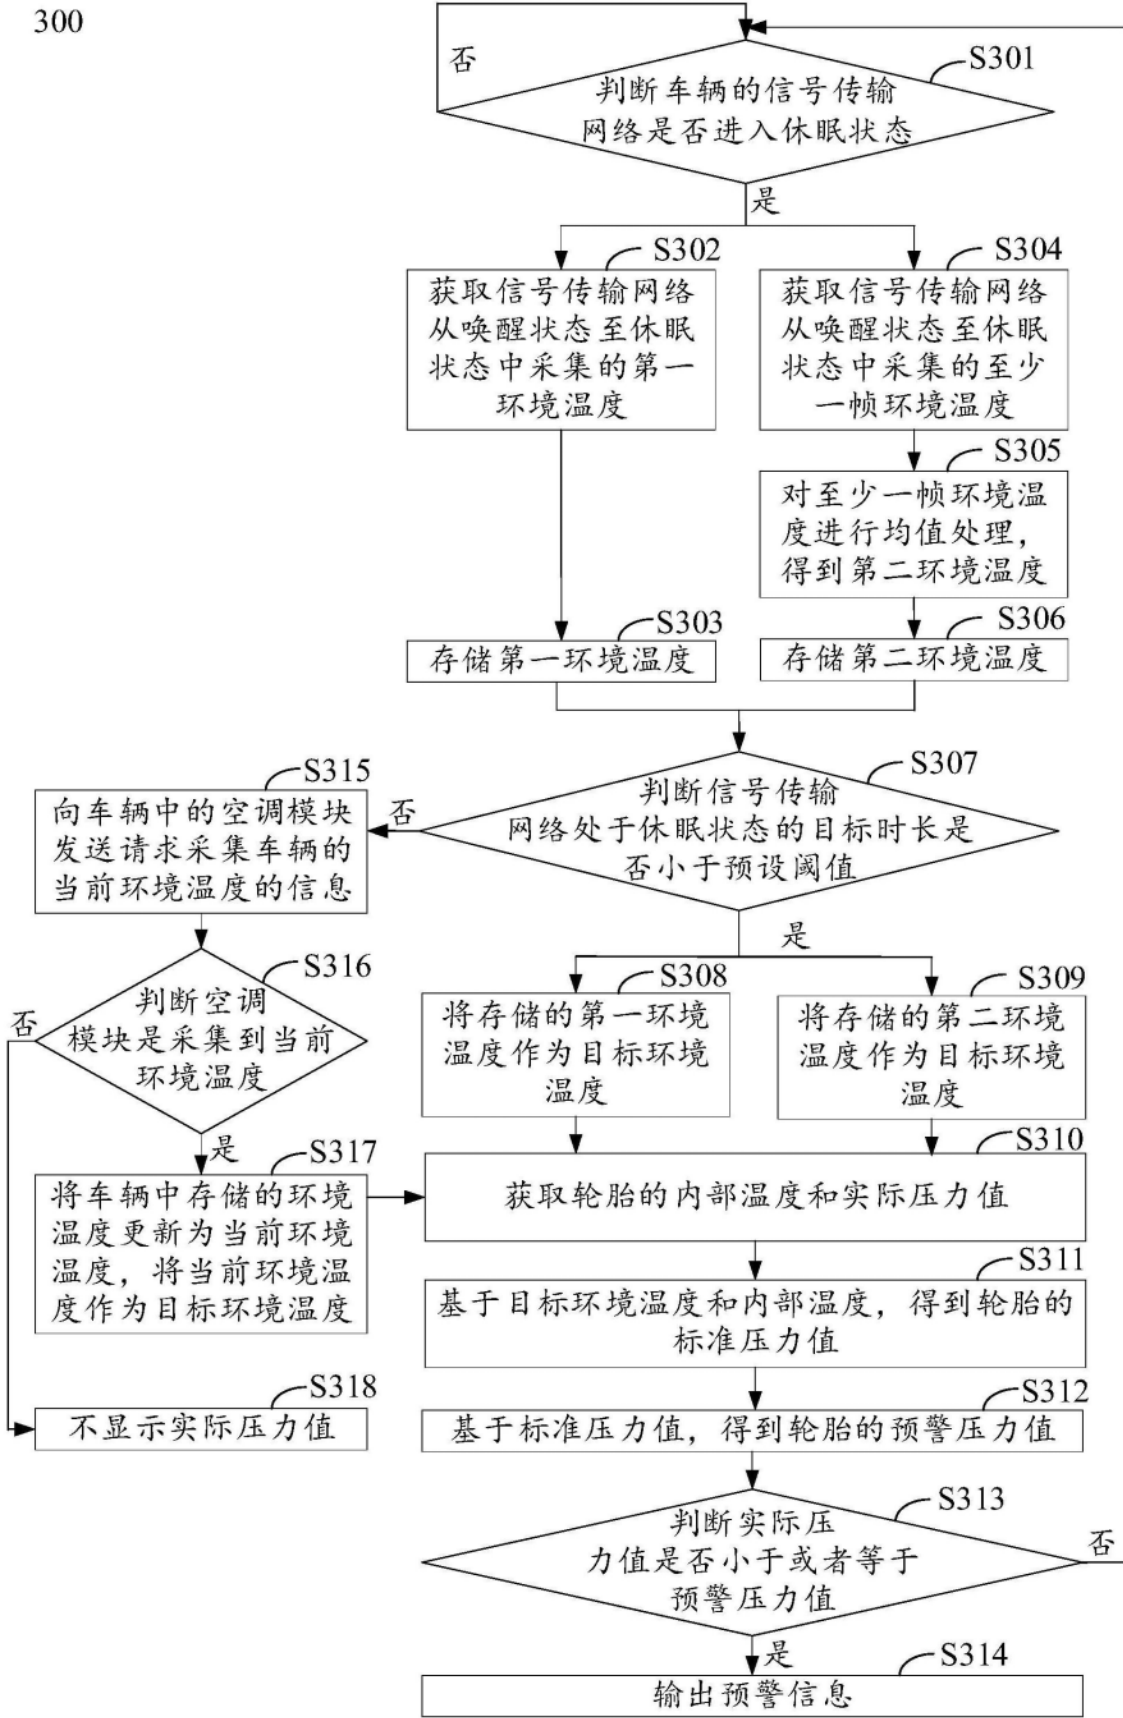 300
否
S301
判断车辆的信号传输
网络是否进入休眠状态
是
S302
获取信号传输网络
从唤醒状态至休眠
状态中采集的第一
环境温度
S304
获取信号传输网络
从唤醒状态至休眠
状态中采集的至少
一帧环境温度
S305
对至少一帧环境温
度进行均值处理，
得到第二环境温度
S303
存储第一环境温度
S306
存储第二环境温度
S307
判断信号传输
网络处于休眠状态的目标时长是
否小于预设阈值
否
是
S315
向车辆中的空调模块
发送请求采集车辆的
当前环境温度的信息
S316
判断空调
模块是采集到当前
环境温度
否
是
S308
将存储的第一环境
温度作为目标环境
温度
S309
将存储的第二环境
温度作为目标环境
温度
S317
将车辆中存储的环境
温度更新为当前环境
温度，将当前环境温
度作为目标环境温度
S310
获取轮胎的内部温度和实际压力值
S311
基于目标环境温度和内部温度，得到轮胎的
标准压力值
S318
不显示实际压力值
S312
基于标准压力值，得到轮胎的预警压力值
S313
判断实际压
力值是否小于或者等于
预警压力值
否
是
S314
输出预警信息